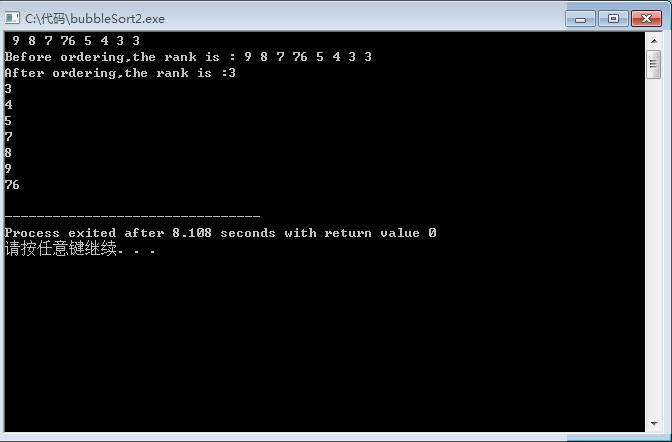 C:\代码\bubbleSort2.exe
9 8 7 76 5 4 3 3
Before ordering,the rank is : 9 8 7 76 5 4 3 3
After ordering,the rank is :3
3
4
5
7
8
9
76
--------------------------------
Process exited after 8.108 seconds with return value 0
请按任意键继续. . .